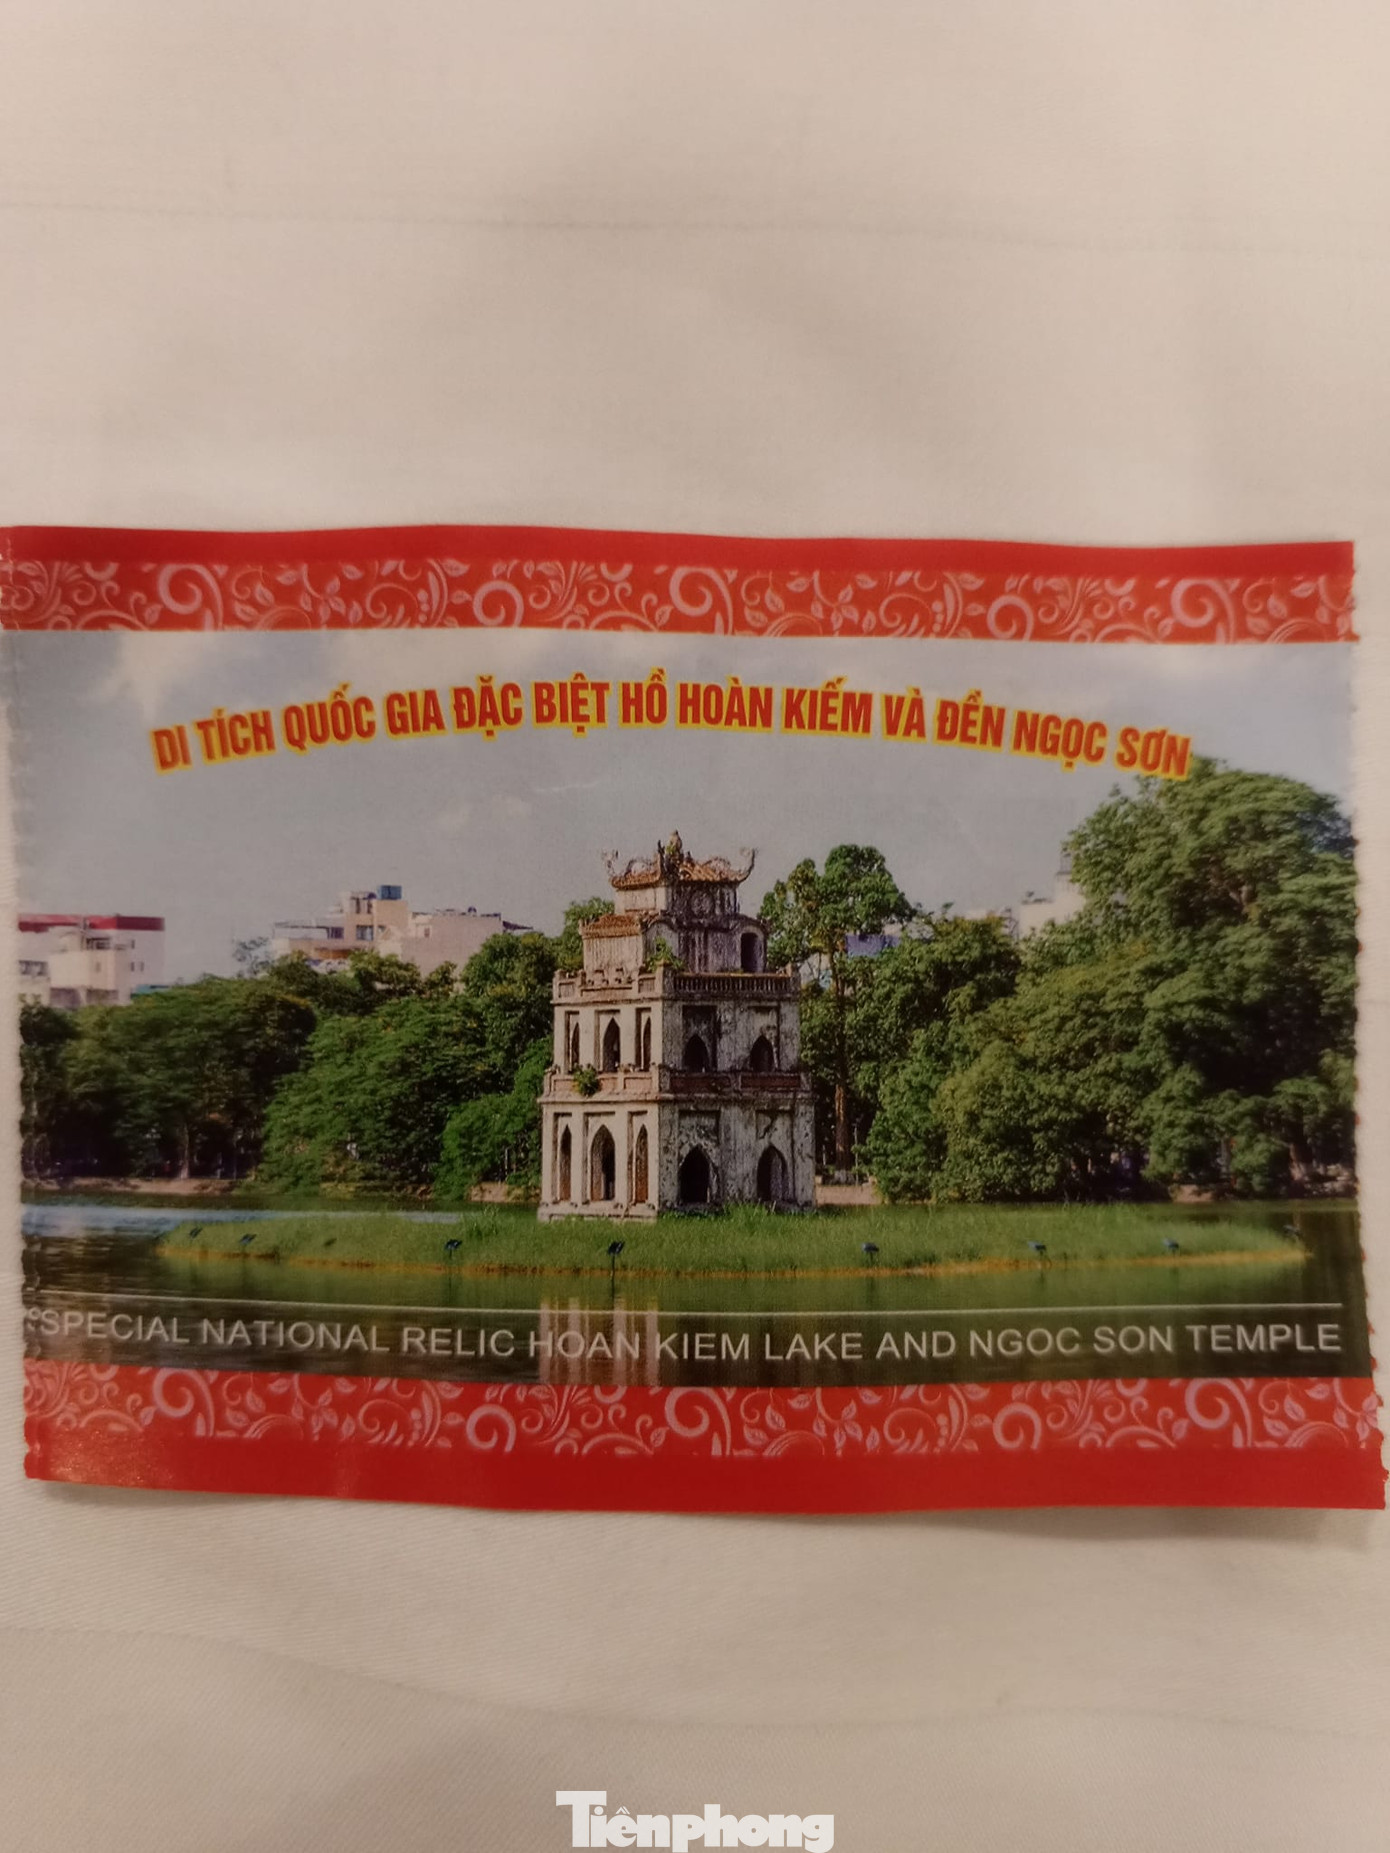 DI TÍCH QUỐC GIA ĐẶC BIỆT HỒ HOÀN KIẾM VÀ ĐỀN NGỌC SƠN
SPECIAL NATIONAL RELIC HOAN KIEM LAKE AND NGOC SON TEMPLE
Tiềnphong